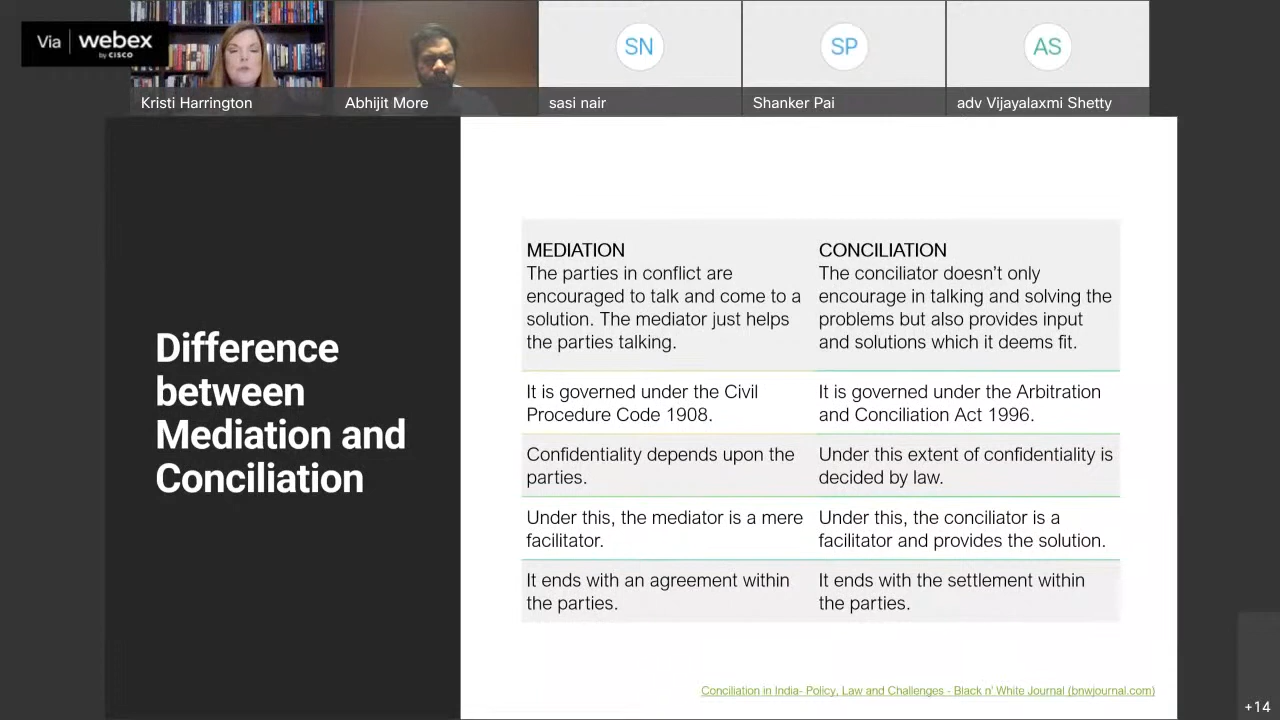 Via webex
by CISCO
SN
SP
AS
Kristi Harrington
Abhijit More
sasi nair
Shanker Pai
adv Vijayalaxmi Shetty
Difference
between
Mediation and
Conciliation
MEDIATION
The parties in conflict are
encouraged to talk and come to a
solution. The mediator just helps
the parties talking.
CONCILIATION
The conciliator doesn't only
encourage in talking and solving the
problems but also provides input
and solutions which it deems fit.
It is governed under the Civil
Procedure Code 1908.
It is governed under the Arbitration
and Conciliation Act 1996.
Confidentiality depends upon the
parties.
Under this extent of confidentiality is
decided by law.
Under this, the mediator is a mere
facilitator.
Under this, the conciliator is a
facilitator and provides the solution.
It ends with an agreement within
the parties.
It ends with the settlement within
the parties.
Conciliation in India- Policy, Law and Challenges - Black n' White Journal (bnwjournal.com)
+14